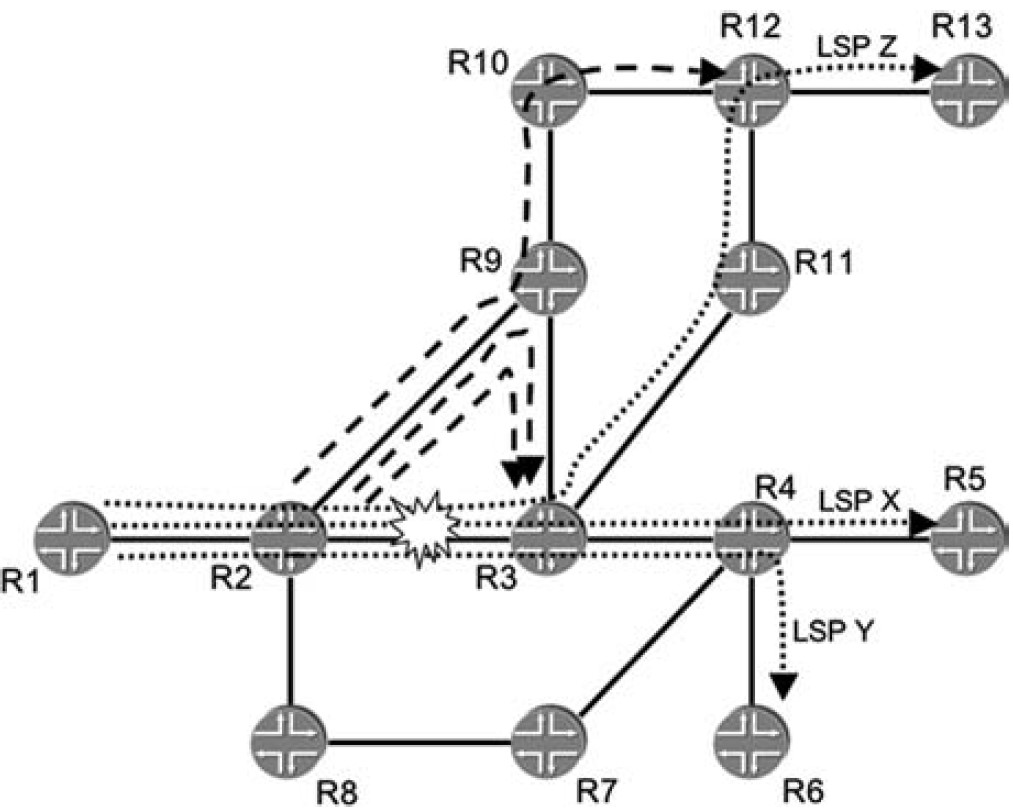 R13
R12
LSP Z
R10
R9
R11
R4
R5
LSP X
R1
R2
R3
LSP Y
R8
R7
R6